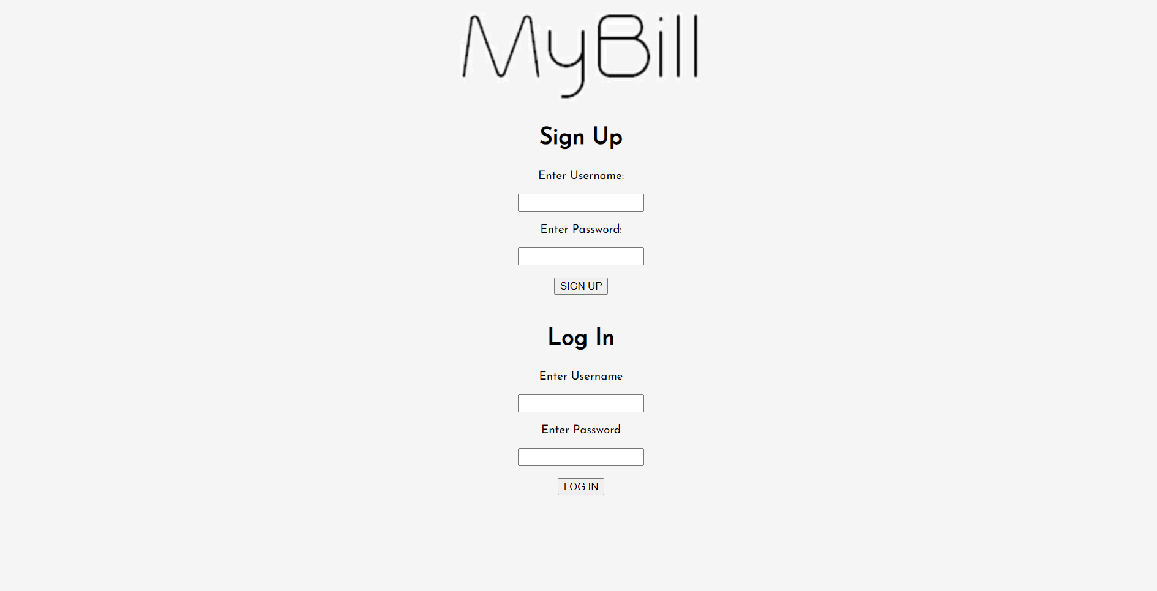 MyBill
Sign Up
Enter Username:
Enter Password:
SIGN UP
Log In
Enter Username
Enter Password
LOG IN